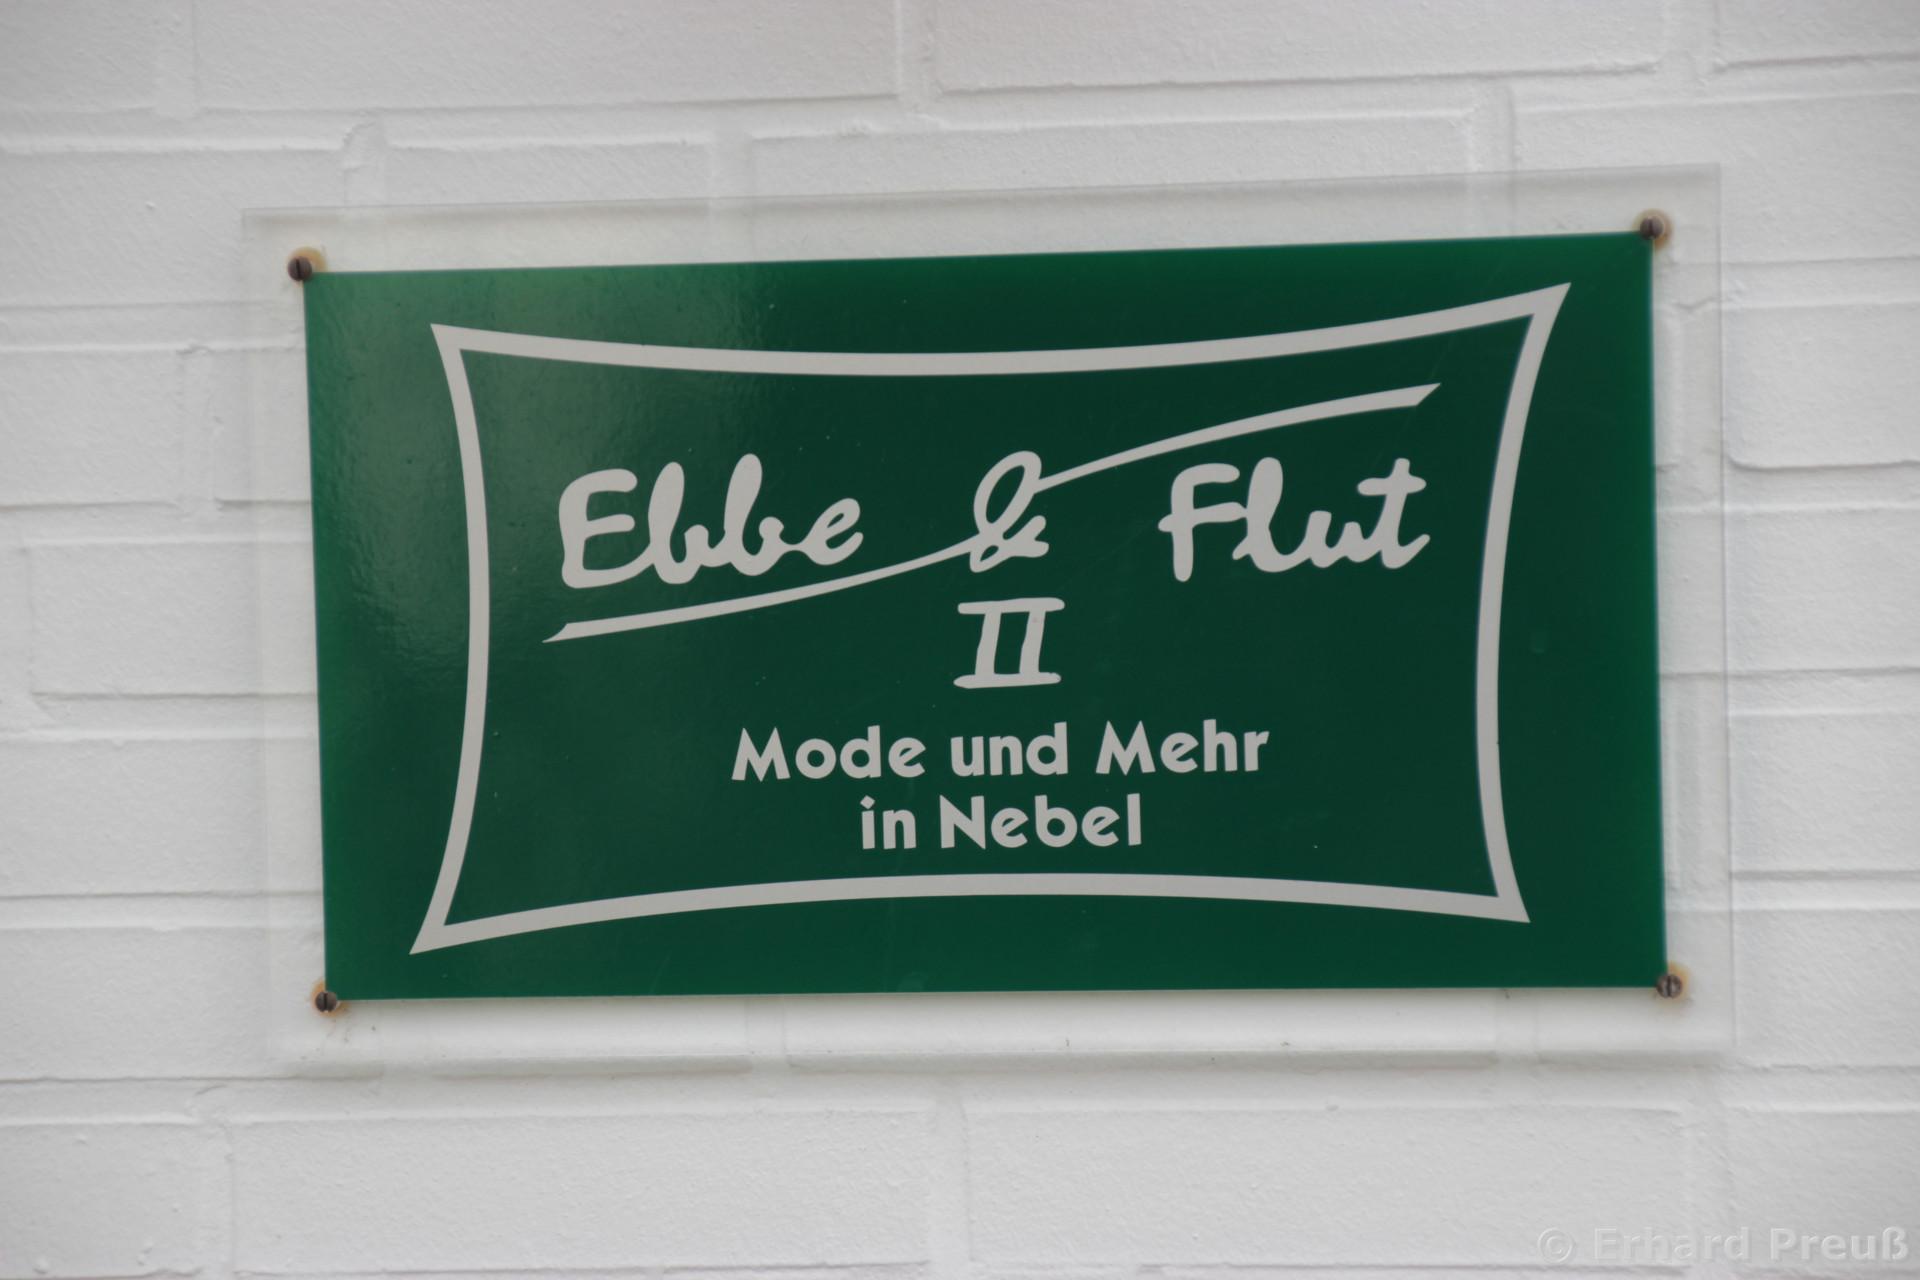 Ebbe & Flut
II
Mode und Mehr
in Nebel
© Erhard Preuß